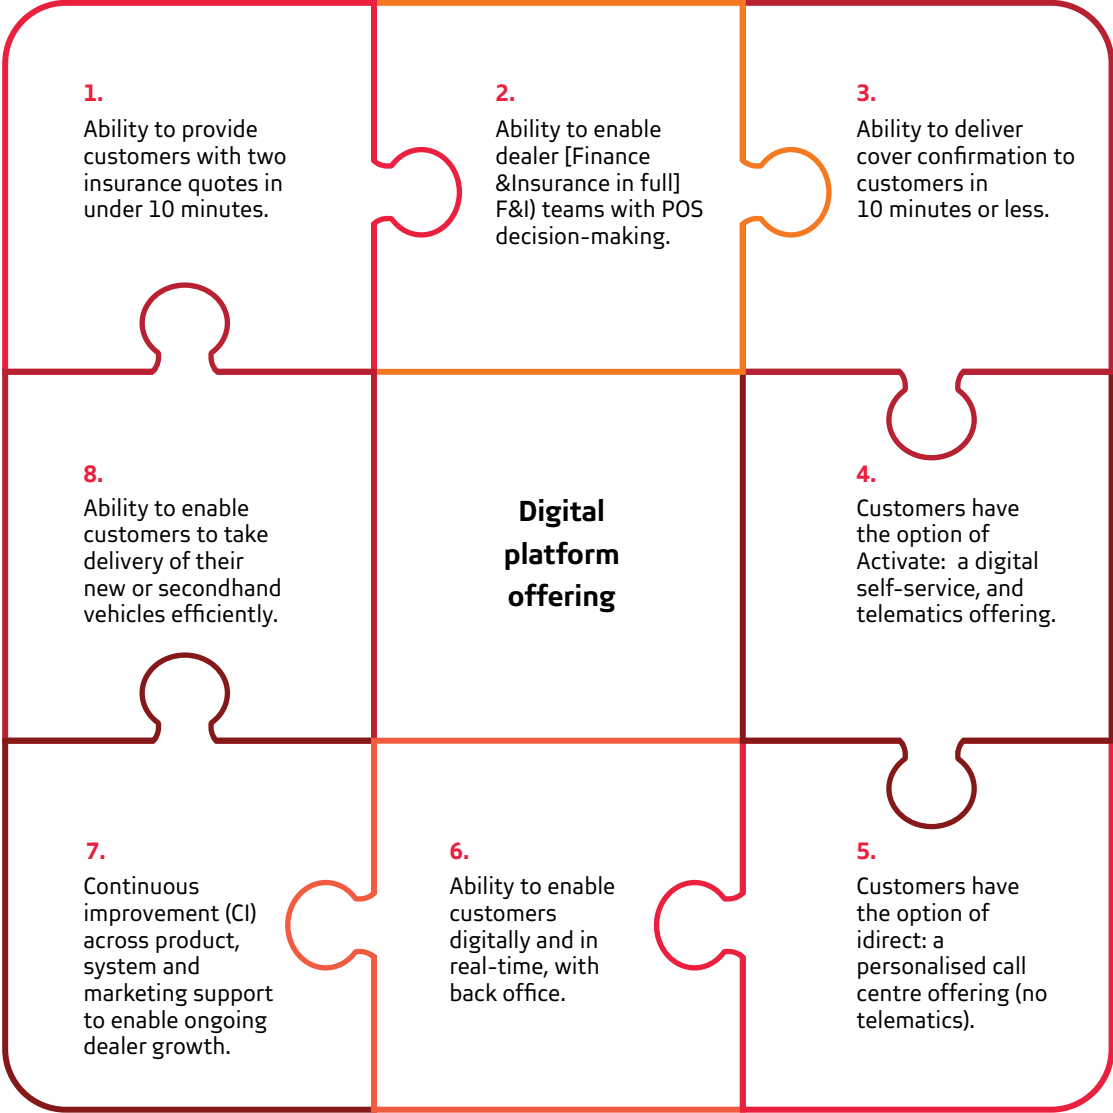 1.
Ability to provide
customers with two
insurance quotes in
under 10 minutes.
2.
Ability to enable
dealer [Finance
&Insurance in full]
F&I) teams with POS
decision-making.
3.
Ability to deliver
cover confirmation to
customers in
10 minutes or less.
8.
Ability to enable
customers to take
delivery of their
new or secondhand
vehicles efficiently.
Digital
platform
offering
4.
Customers have
the option of
Activate:  a digital
self-service, and
telematics offering.
7.
Continuous
improvement (CI)
across product,
system and
marketing support
to enable ongoing
dealer growth.
6.
Ability to enable
customers
digitally and in
real-time, with
back office.
5.
Customers have
the option of
idirect: a
personalised call
centre offering (no
telematics).